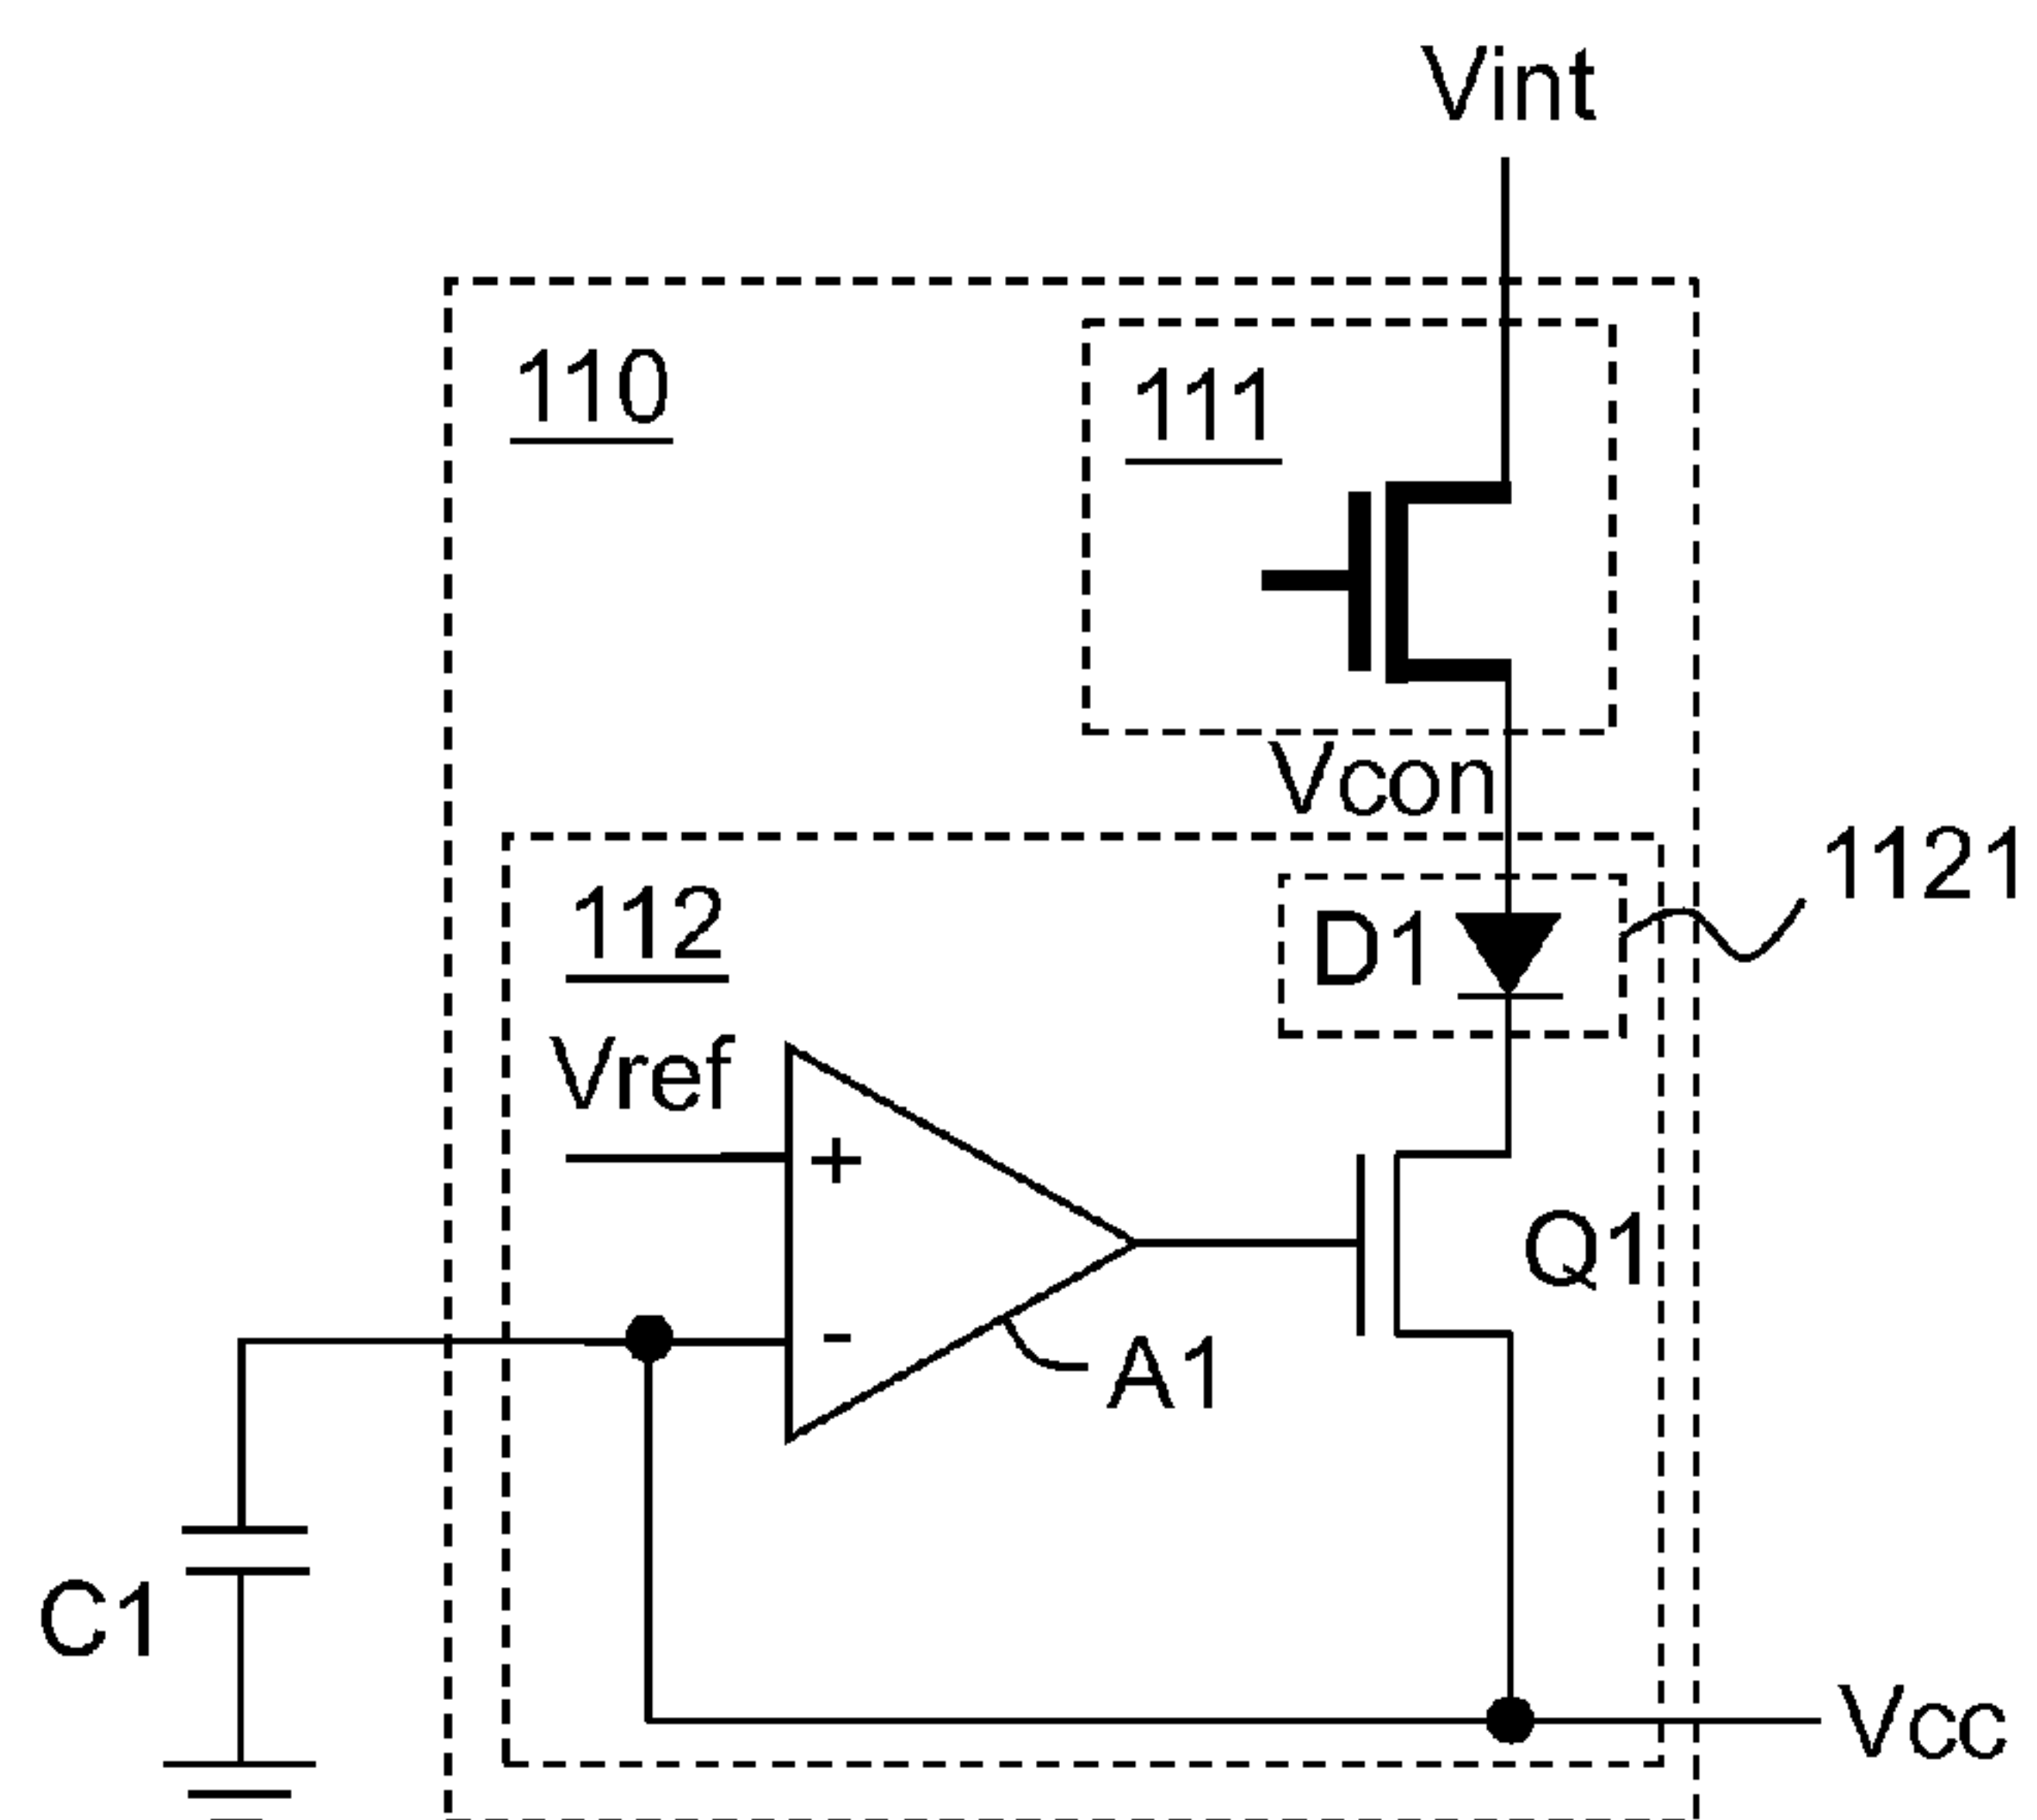 Vint
110
111
Vcon
1121
112
D1
Vref
+
Q1
-
A1
C1
Vcc